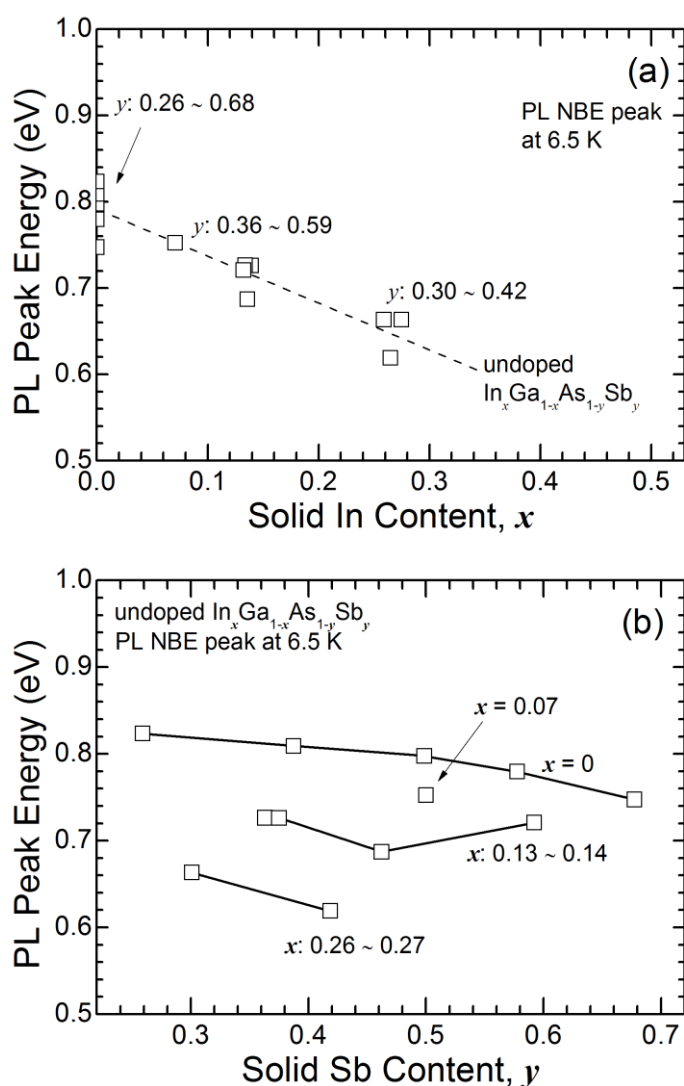 1.0
(a)
y: 0.26 ~ 0.68
PL NBE peak
at 6.5 K
0.9
0.8
y: 0.36 ~ 0.59
0.7
y: 0.30 ~ 0.42
0.6
undoped
InₓGa₁₋ₓAs₁₋ySby
0.5
PL Peak Energy (eV)
0.0 0.1 0.2 0.3 0.4 0.5
Solid In Content, x
1.0
undoped InₓGa₁₋ₓAs₁₋ySby
(b)
PL NBE peak at 6.5 K
0.9
x = 0.07
0.8
x = 0
0.7
x: 0.13 ~ 0.14
0.6
x: 0.26 ~ 0.27
0.5
PL Peak Energy (eV)
0.3 0.4 0.5 0.6 0.7
Solid Sb Content, y